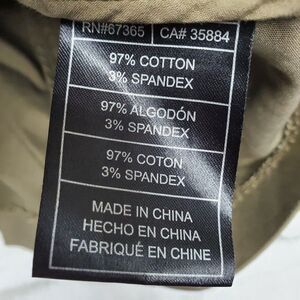 RN#67365 CA# 35884
97% COTTON
3% SPANDEX
97% ALGODÓN
3% SPANDEX
97% COTON
3% SPANDEX
MADE IN CHINA
HECHO EN CHINA
FABRIQUÉ EN CHINE